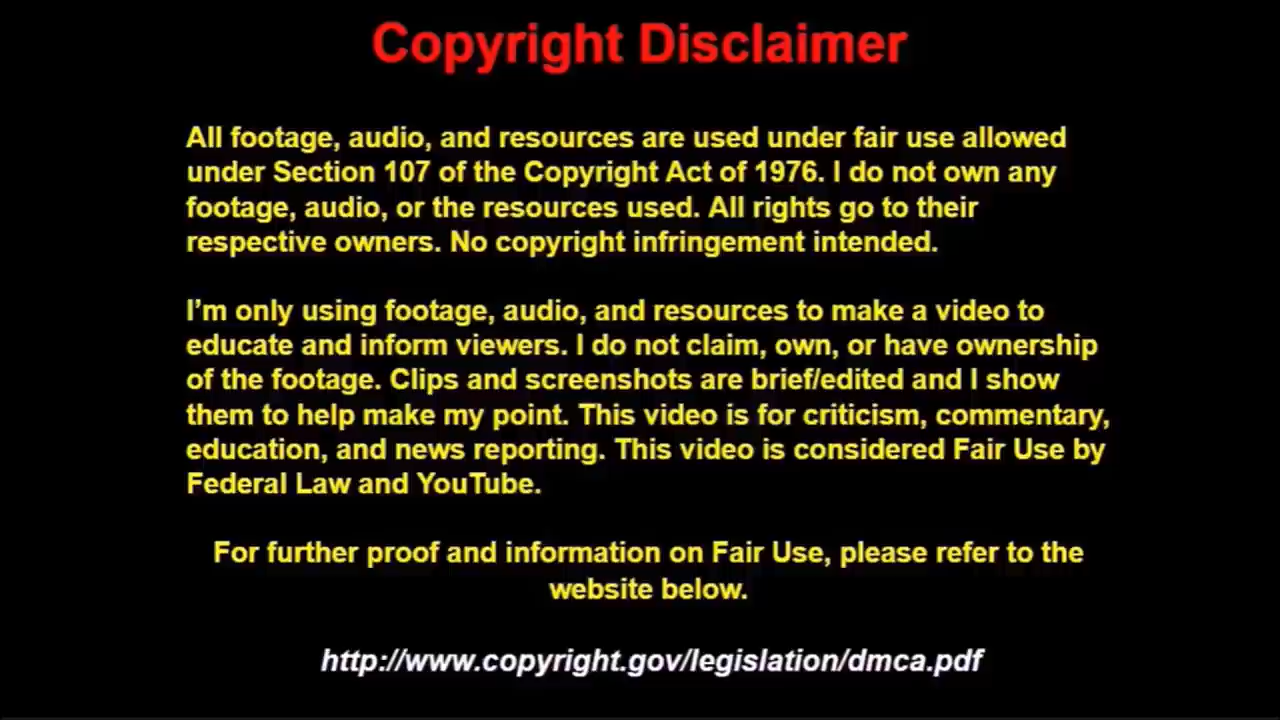 Copyright Disclaimer
All footage, audio, and resources are used under fair use allowed
under Section 107 of the Copyright Act of 1976. I do not own any
footage, audio, or the resources used. All rights go to their
respective owners. No copyright infringement intended.
I’m only using footage, audio, and resources to make a video to
educate and inform viewers. I do not claim, own, or have ownership
of the footage. Clips and screenshots are brief/edited and I show
them to help make my point. This video is for criticism, commentary,
education, and news reporting. This video is considered Fair Use by
Federal Law and YouTube.
For further proof and information on Fair Use, please refer to the
website below.
http://www.copyright.gov/legislation/dmca.pdf